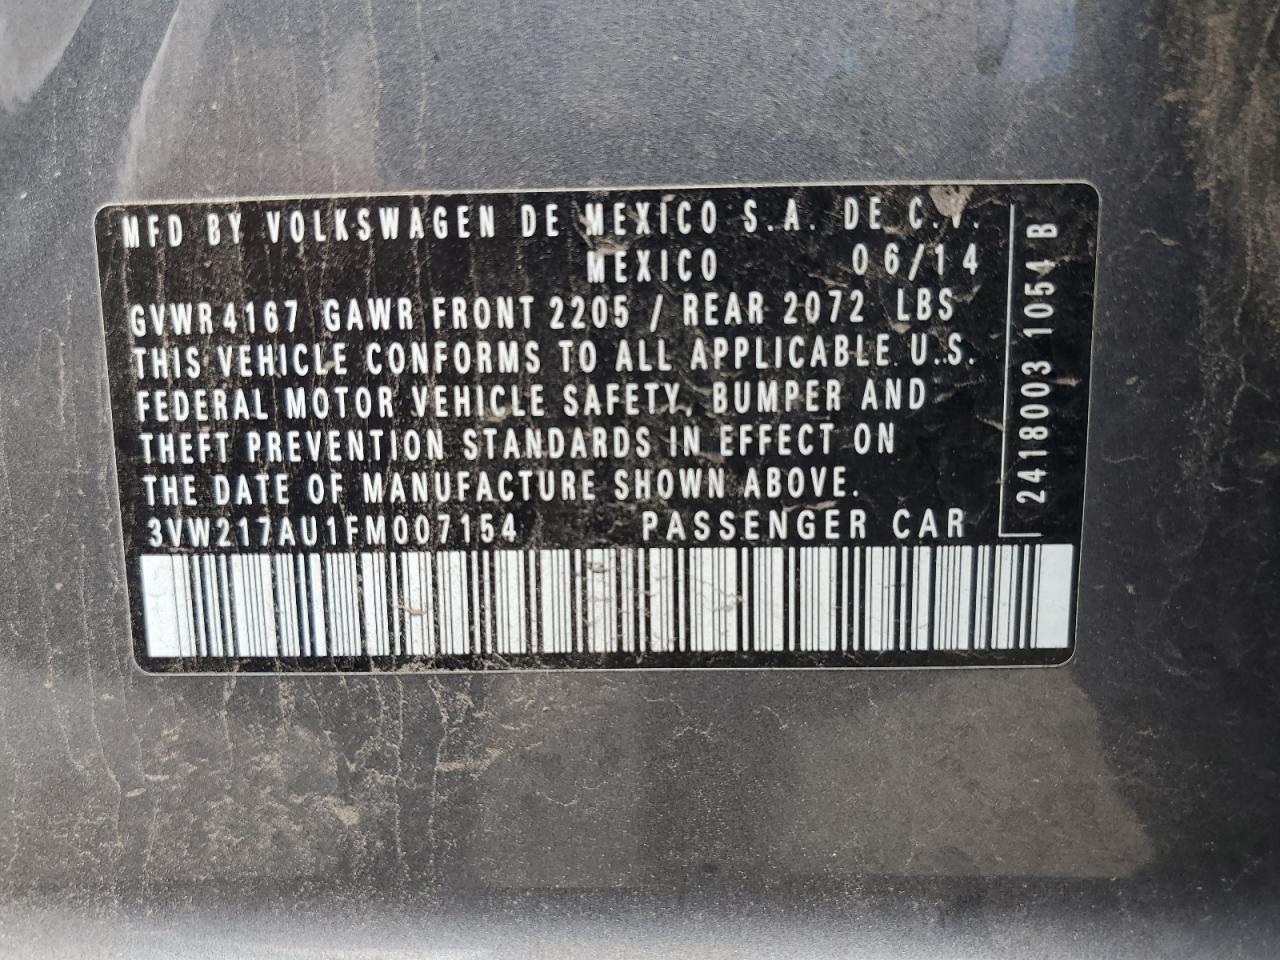 MFD BY VOLKSWAGEN DE MEXICO S.A. DE C.V.
MEXICO 06/14
GVWR 4167 GAWR FRONT 2205 / REAR 2072 LBS
THIS VEHICLE CONFORMS TO ALL APPLICABLE U.S.
FEDERAL MOTOR VEHICLE SAFETY, BUMPER AND
THEFT PREVENTION STANDARDS IN EFFECT ON
THE DATE OF MANUFACTURE SHOWN ABOVE.
3VW217AU1FM007154 PASSENGER CAR
2418003 1054 B